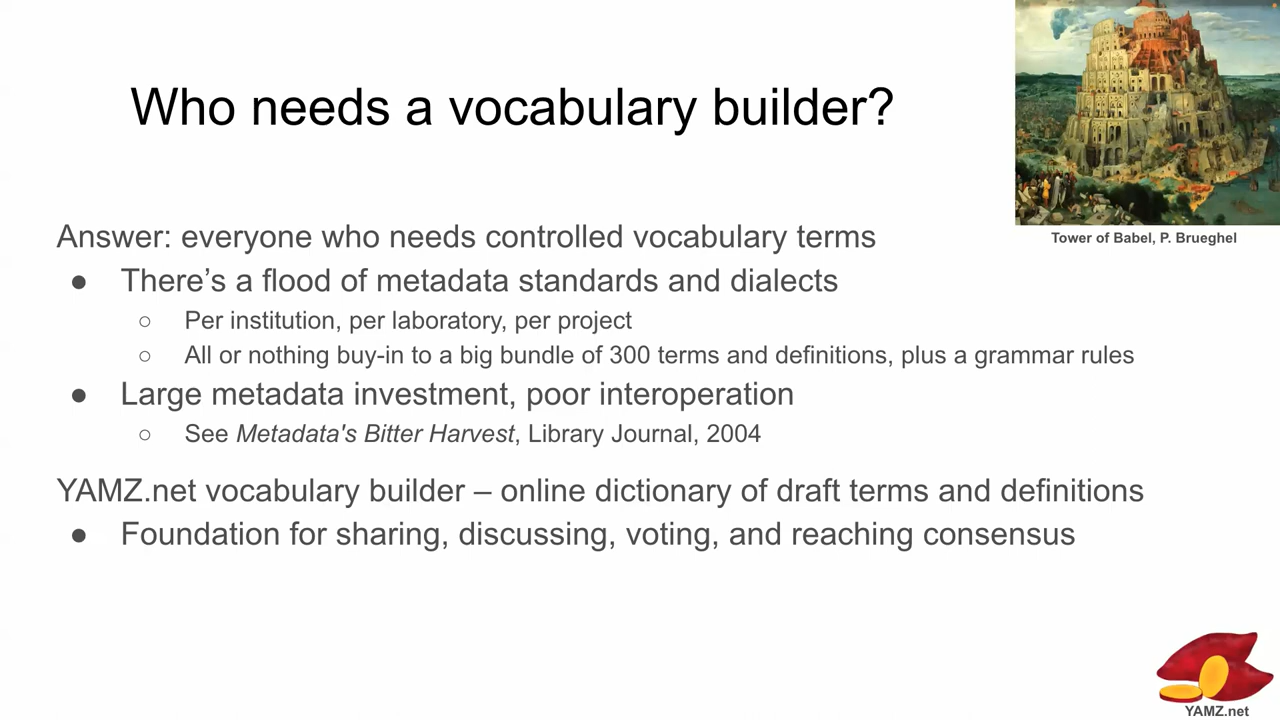 Who needs a vocabulary builder?
Tower of Babel, P. Brueghel
Answer: everyone who needs controlled vocabulary terms
● There's a flood of metadata standards and dialects
○ Per institution, per laboratory, per project
○ All or nothing buy-in to a big bundle of 300 terms and definitions, plus a grammar rules
● Large metadata investment, poor interoperation
○ See Metadata's Bitter Harvest, Library Journal, 2004
YAMZ.net vocabulary builder – online dictionary of draft terms and definitions
● Foundation for sharing, discussing, voting, and reaching consensus
YAMZ.net